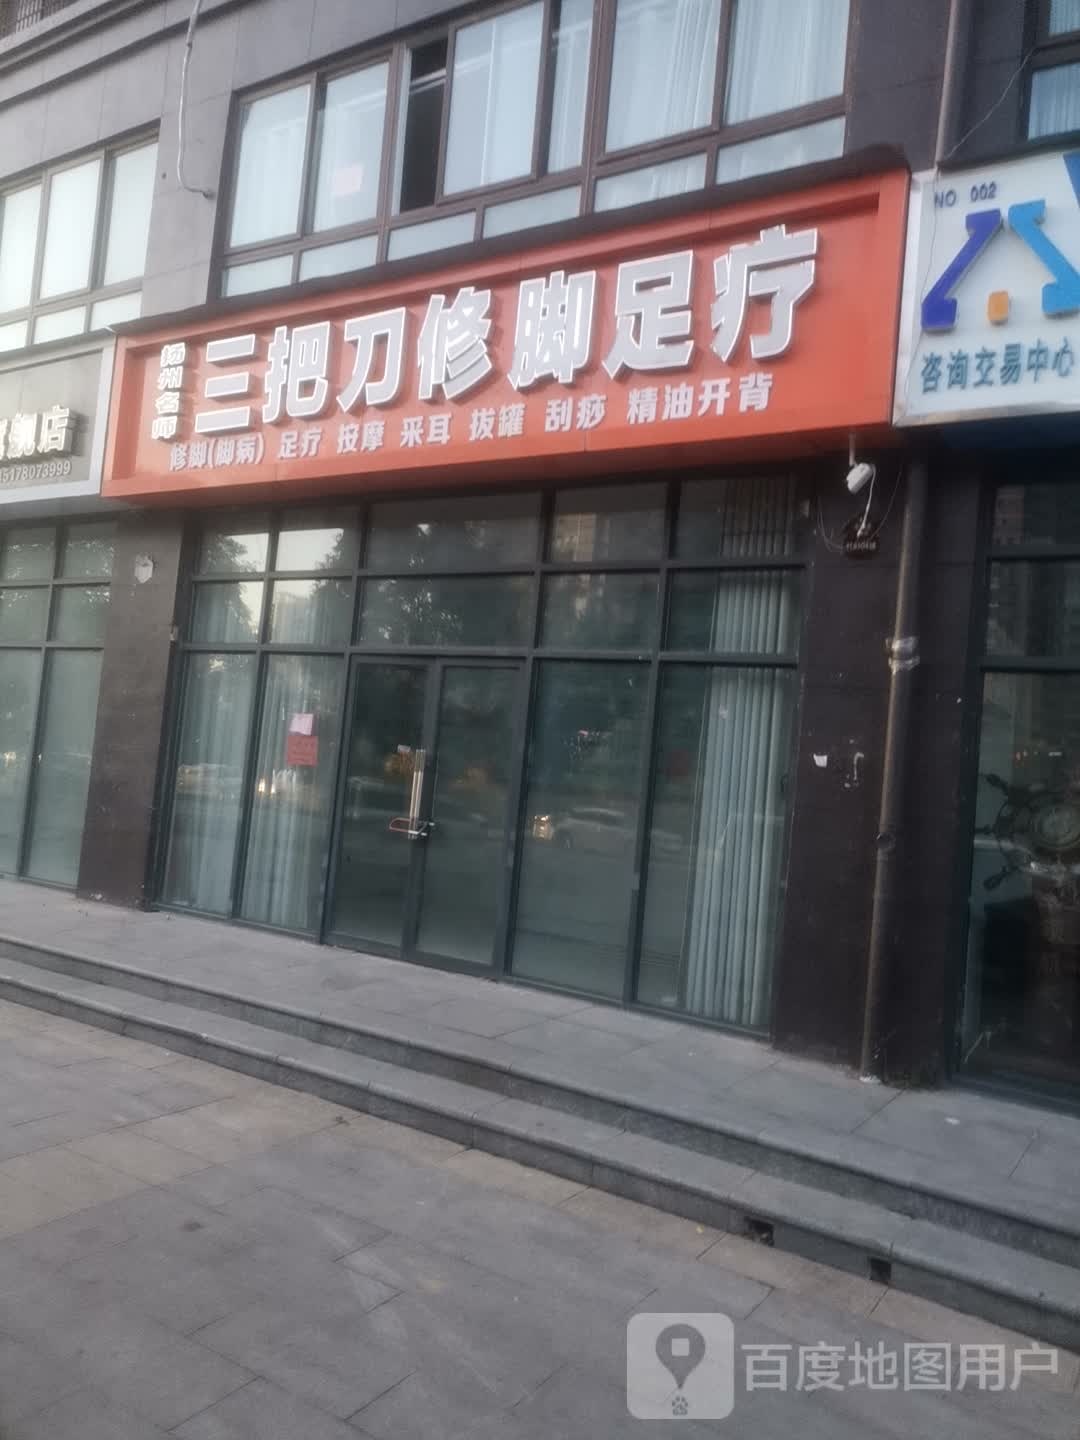 扬州名师
三把刀修脚足疗
修脚(脚病) 足疗 按摩 采耳 拔罐 刮痧 精油开背
舰店
15178073999
NO 002
咨询交易中心
百度地图用户